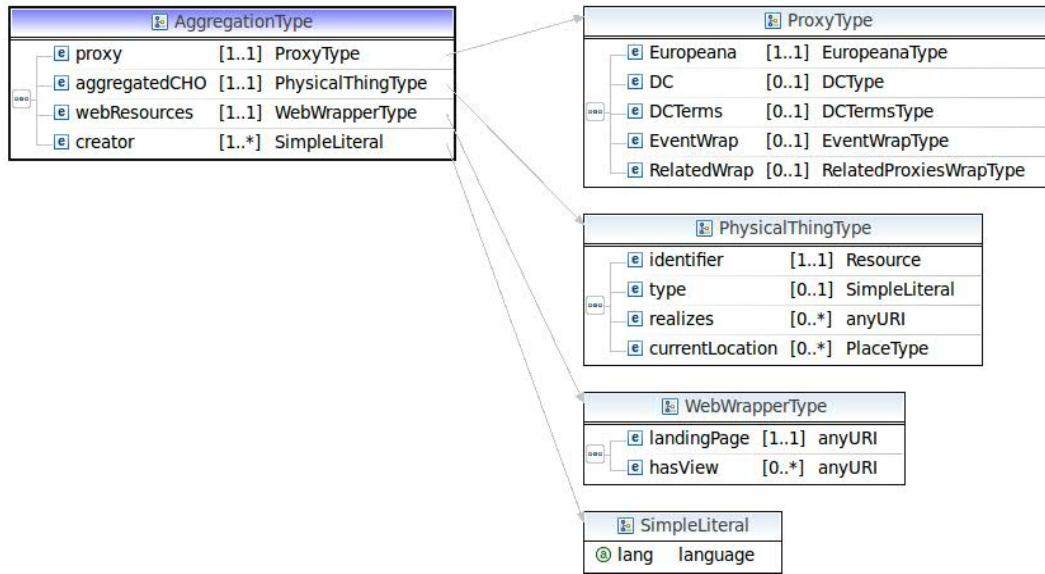 AggregationType
e proxy [1..1] ProxyType
e aggregatedCHO [1..1] PhysicalThingType
e webResources [1..1] WebWrapperType
e creator [1..*] SimpleLiteral
ProxyType
e Europeana [1..1] EuropeanaType
e DC [0..1] DCType
e DCTerms [0..1] DCTermsType
e EventWrap [0..1] EventWrapType
e RelatedWrap [0..1] RelatedProxiesWrapType
PhysicalThingType
e identifier [1..1] Resource
e type [0..1] SimpleLiteral
e realizes [0..*] anyURI
e currentLocation [0..*] PlaceType
WebWrapperType
e landingPage [1..1] anyURI
e hasView [0..*] anyURI
SimpleLiteral
a lang language